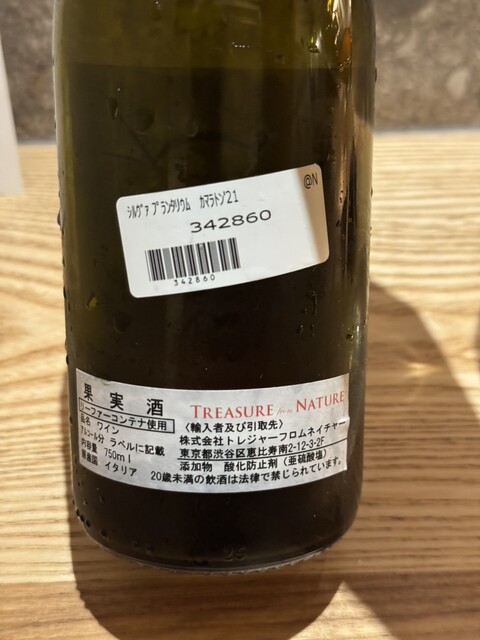 @N
シルヴァ プランタリウム カマラトン'21
342860
342860
果実酒
リーファーコンテナ使用
品名 ワイン
アルコール分 ラベルに記載
内容量 750ml
原産国 イタリア
TREASURE from NATURE
〈輸入者及び引取先〉
株式会社トレジャーフロムネイチャー
東京都渋谷区恵比寿南2-12-3-2F
添加物 酸化防止剤(亜硫酸塩)
20歳未満の飲酒は法律で禁じられています。